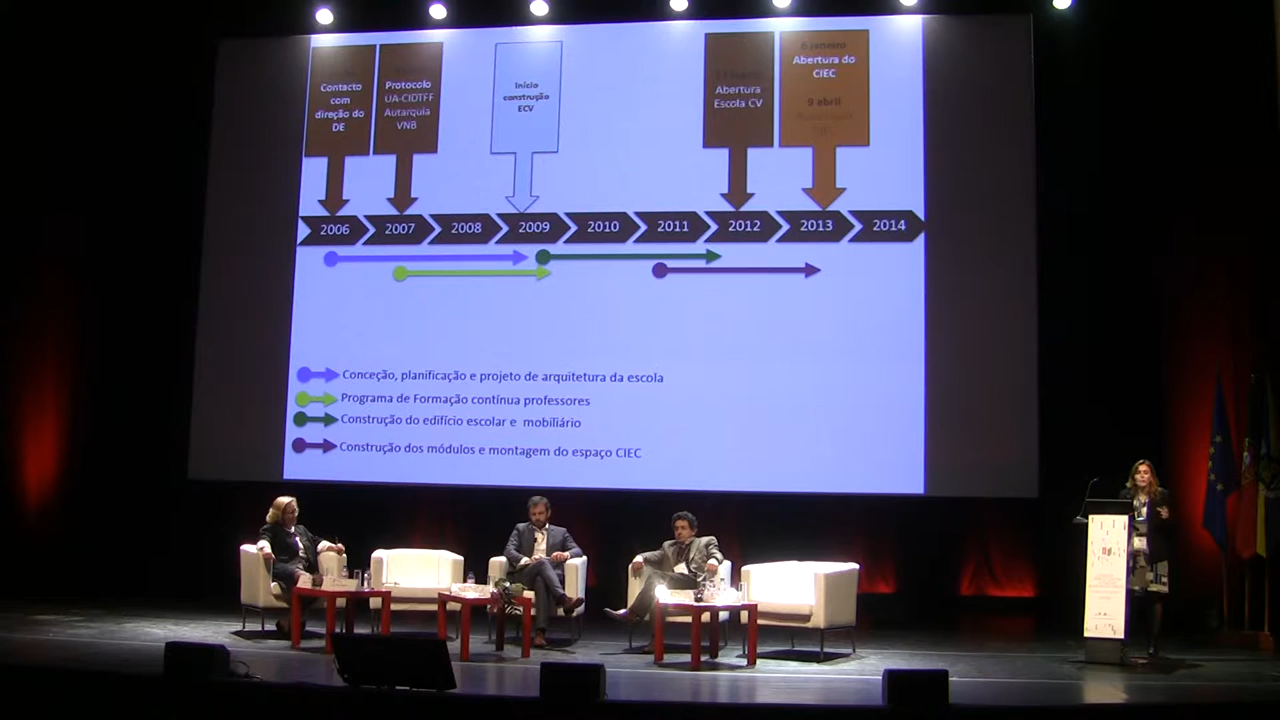 Contacto
com
direção do
DE
Protocolo
UA-CIDTFF
Autarquia
VNB
Início
construção
ECV
Abertura
Escola CV
6 janeiro
Abertura do
CIEC
9 abril
2006
2007
2008
2009
2010
2011
2012
2013
2014
Conceção, planificação e projeto de arquitetura da escola
Programa de Formação contínua professores
Construção do edifício escolar e mobiliário
Construção dos módulos e montagem do espaço CIEC